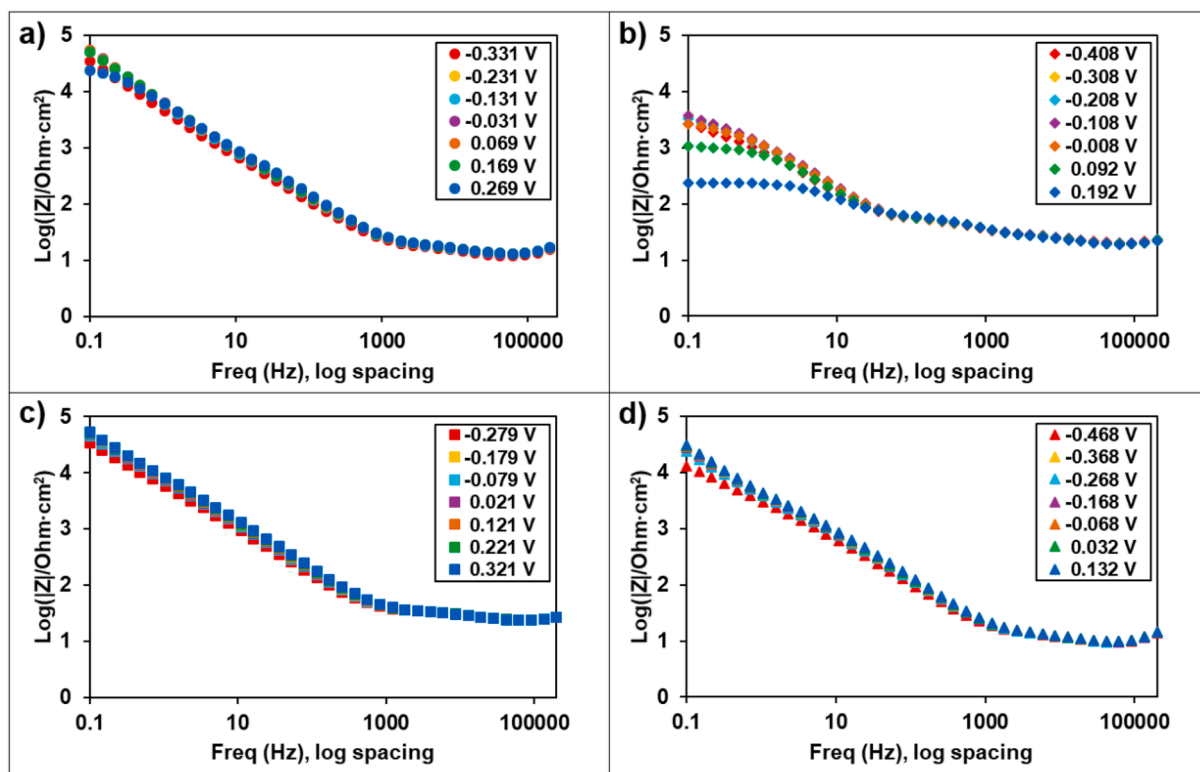 a)
Log(|Z|/Ohm·cm²)
5
4
3
2
1
0
-0.331 V
-0.231 V
-0.131 V
-0.031 V
0.069 V
0.169 V
0.269 V
0.1 10 1000 100000
Freq (Hz), log spacing
b)
Log(|Z|/Ohm·cm²)
5
4
3
2
1
0
-0.408 V
-0.308 V
-0.208 V
-0.108 V
-0.008 V
0.092 V
0.192 V
0.1 10 1000 100000
Freq (Hz), log spacing
c)
Log(|Z|/Ohm·cm²)
5
4
3
2
1
0
-0.279 V
-0.179 V
-0.079 V
0.021 V
0.121 V
0.221 V
0.321 V
0.1 10 1000 100000
Freq (Hz), log spacing
d)
Log(|Z|/Ohm·cm²)
5
4
3
2
1
0
-0.468 V
-0.368 V
-0.268 V
-0.168 V
-0.068 V
0.032 V
0.132 V
0.1 10 1000 100000
Freq (Hz), log spacing